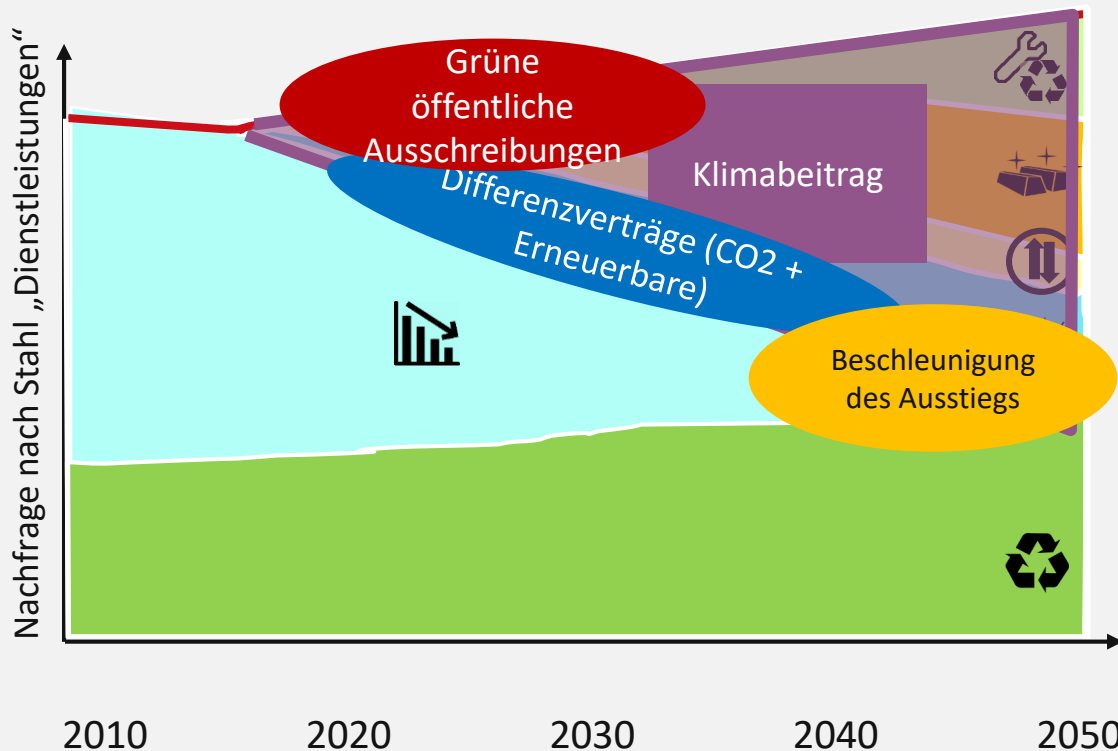 Nachfrage nach Stahl „Dienstleistungen“
Grüne
öffentliche
Ausschreibungen
Klimabeitrag
Differenzverträge (CO2 +
Erneuerbare)
Beschleunigung
des Ausstiegs
2010 2020 2030 2040 2050